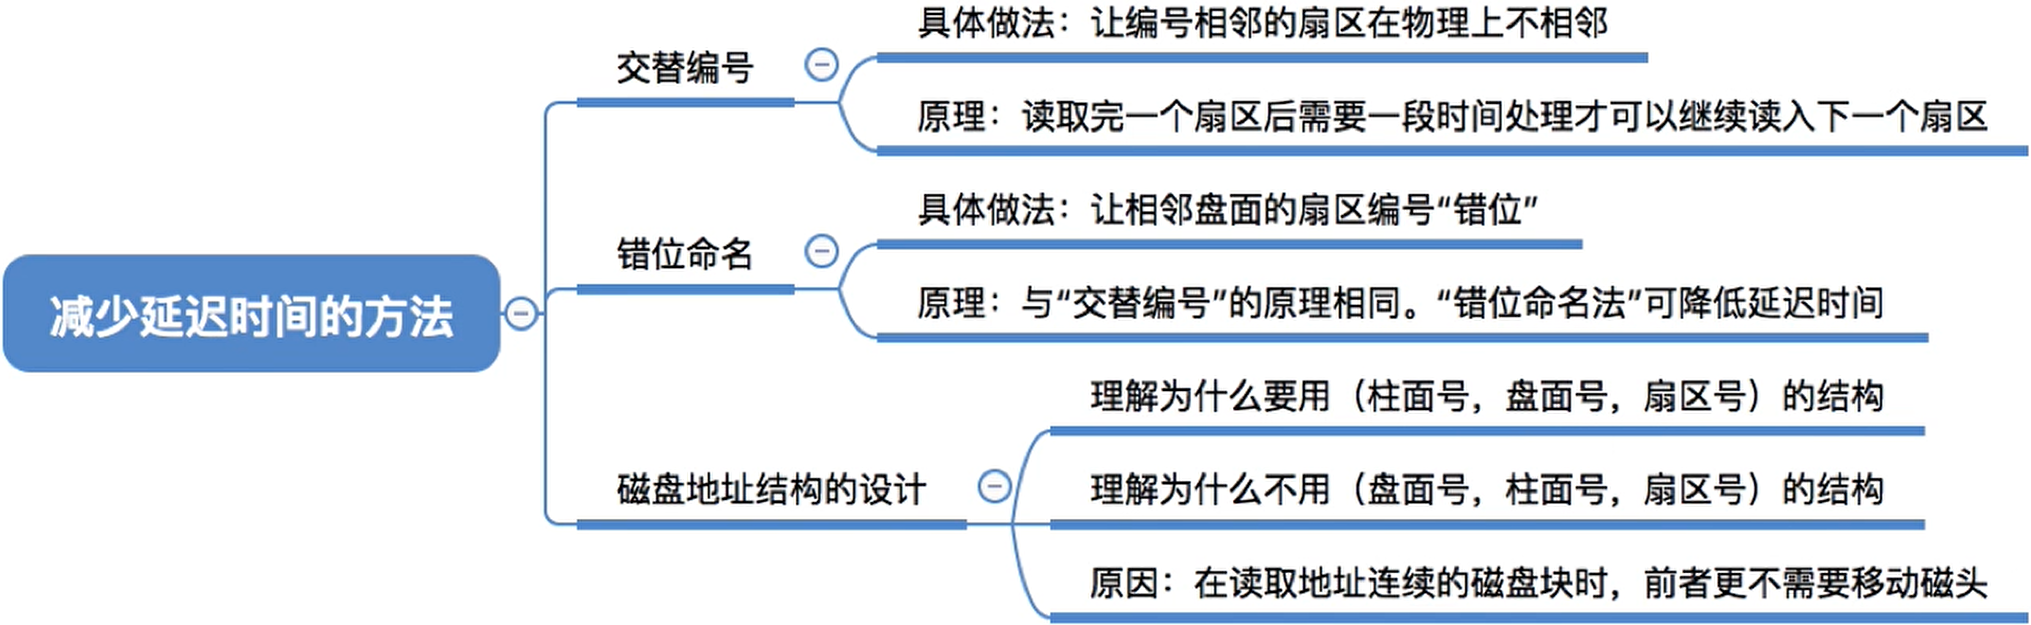 减少延迟时间的方法
交替编号
具体做法：让编号相邻的扇区在物理上不相邻
原理：读取完一个扇区后需要一段时间处理才可以继续读入下一个扇区
错位命名
具体做法：让相邻盘面的扇区编号“错位”
原理：与“交替编号”的原理相同。“错位命名法”可降低延迟时间
磁盘地址结构的设计
理解为什么要用（柱面号，盘面号，扇区号）的结构
理解为什么不用（盘面号，柱面号，扇区号）的结构
原因：在读取地址连续的磁盘块时，前者更不需要移动磁头